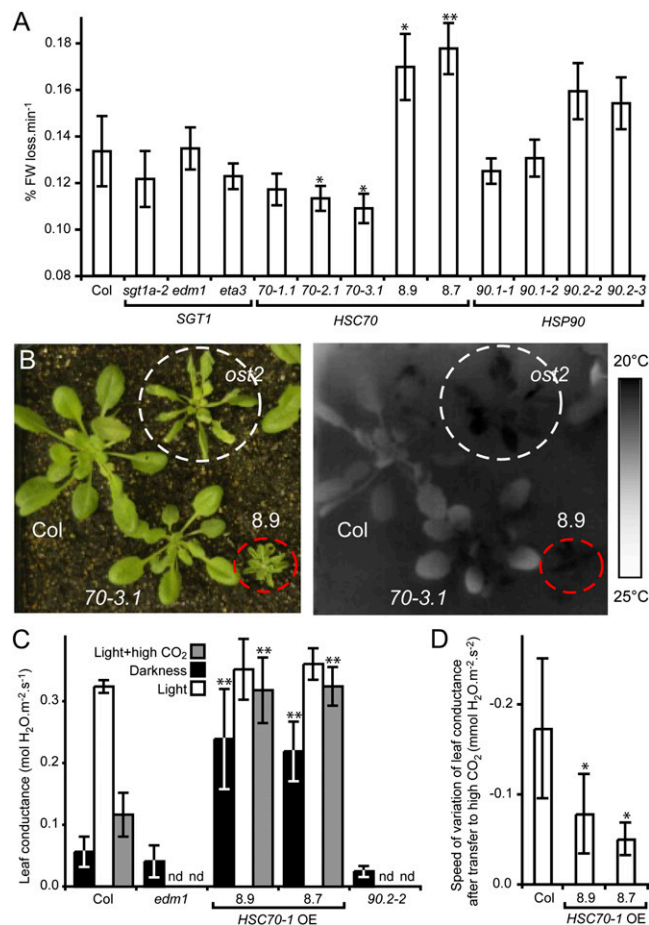 A
% FW loss.min-1
0.18
0.16
0.14
0.12
0.10
0.08
* ** * *
Col sgt1a-2 edm1 eta3 70-1.1 70-2.1 70-3.1 8.9 8.7 90.1-1 90.1-2 90.2-2 90.2-3
SGT1 HSC70 HSP90
B
ost2
Col
8.9
70-3.1
ost2
Col
8.9
70-3.1
20°C
25°C
C
Light+high CO2
Darkness
Light
Leaf conductance (mol H2O.m-2.s-1)
0.3
0.2
0.1
0.0
** ** ** **
nd nd nd nd
Col edm1 8.9 8.7 90.2-2
HSC70-1 OE
D
Speed of variation of leaf conductance
after transfer to high CO2 (mmol H2O.m-2.s-2)
-0.2
-0.1
-0.0
* *
Col 8.9 8.7
HSC70-1 OE